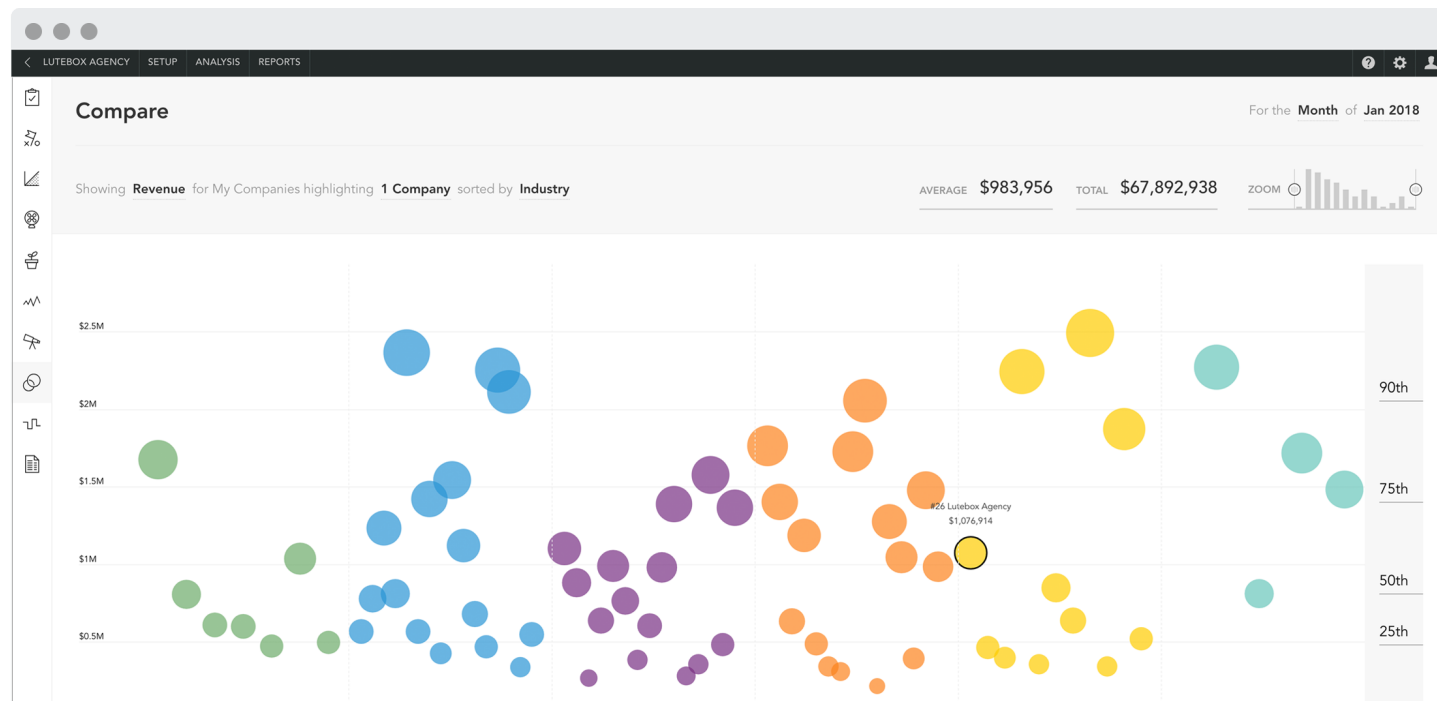 LUTEBOX AGENCY SETUP ANALYSIS REPORTS
Compare
For the Month of Jan 2018
Showing Revenue for My Companies highlighting 1 Company sorted by Industry
AVERAGE $983,956 TOTAL $67,892,938 ZOOM
$2.5M
90th
$2M
75th
$1.5M
#26 Lutebox Agency
$1,076,914
$1M
50th
25th
$0.5M